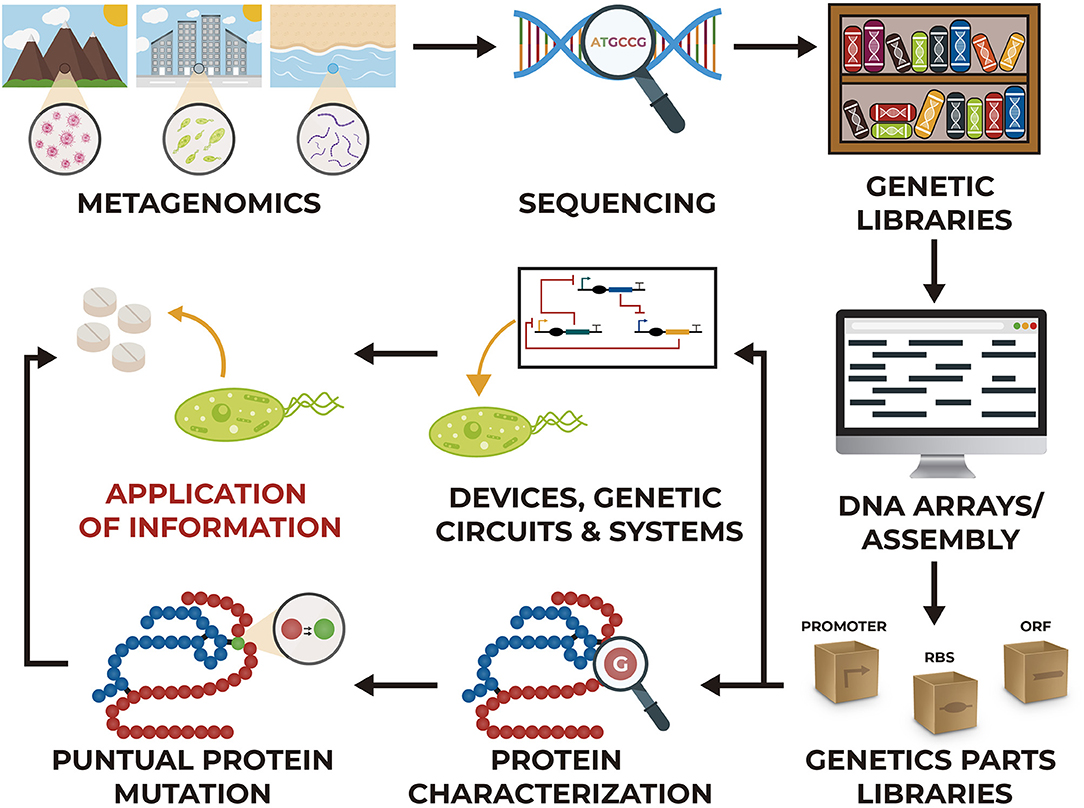 ATGCCG
METAGENOMICS
SEQUENCING
GENETIC
LIBRARIES
DNA ARRAYS/
ASSEMBLY
APPLICATION
OF INFORMATION
DEVICES, GENETIC
CIRCUITS & SYSTEMS
PROMOTER
RBS
ORF
G
PUNTUAL PROTEIN
MUTATION
PROTEIN
CHARACTERIZATION
GENETICS PARTS
LIBRARIES